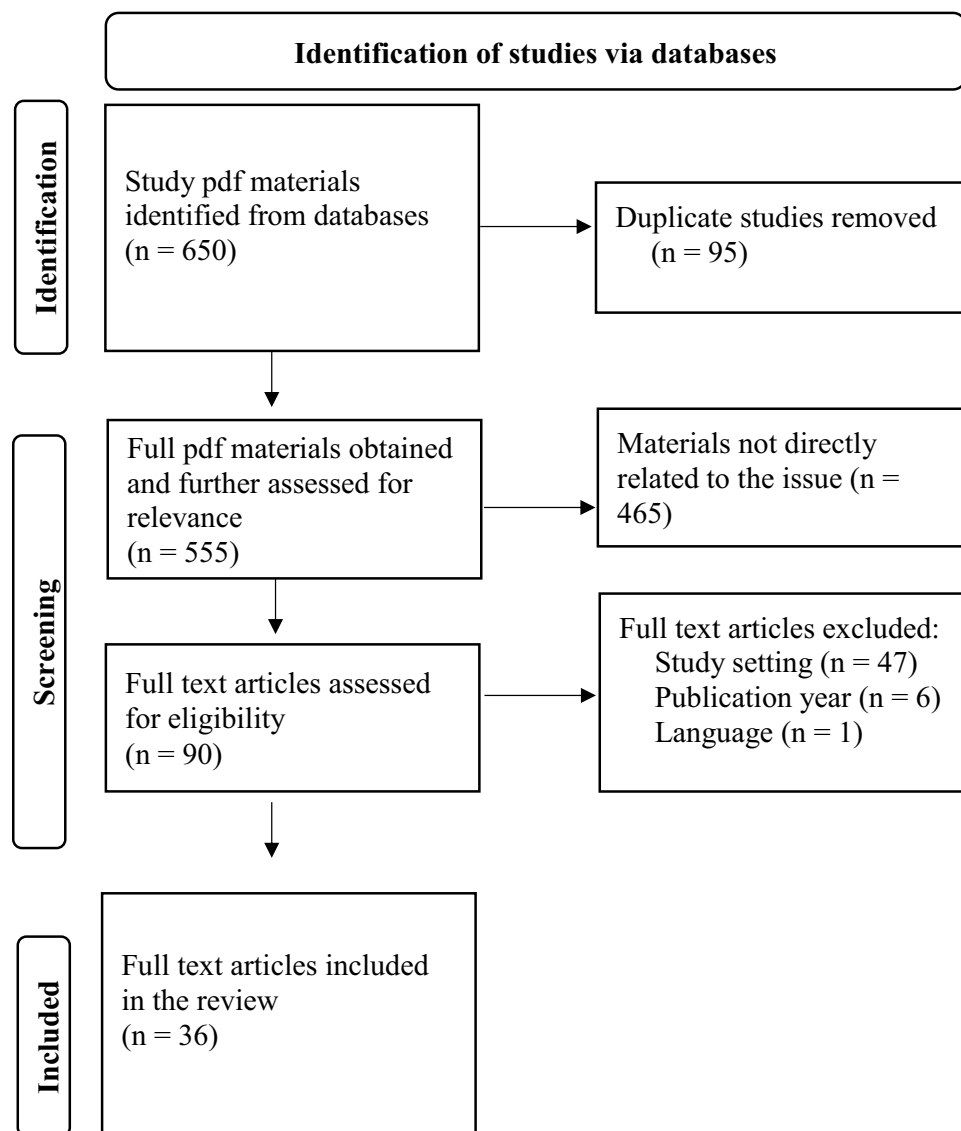 Identification of studies via databases
Identification
Study pdf materials
identified from databases
(n = 650)
Duplicate studies removed
(n = 95)
Screening
Full pdf materials obtained
and further assessed for
relevance
(n = 555)
Materials not directly
related to the issue (n =
465)
Full text articles assessed
for eligibility
(n = 90)
Full text articles excluded:
Study setting (n = 47)
Publication year (n = 6)
Language (n = 1)
Included
Full text articles included
in the review
(n = 36)